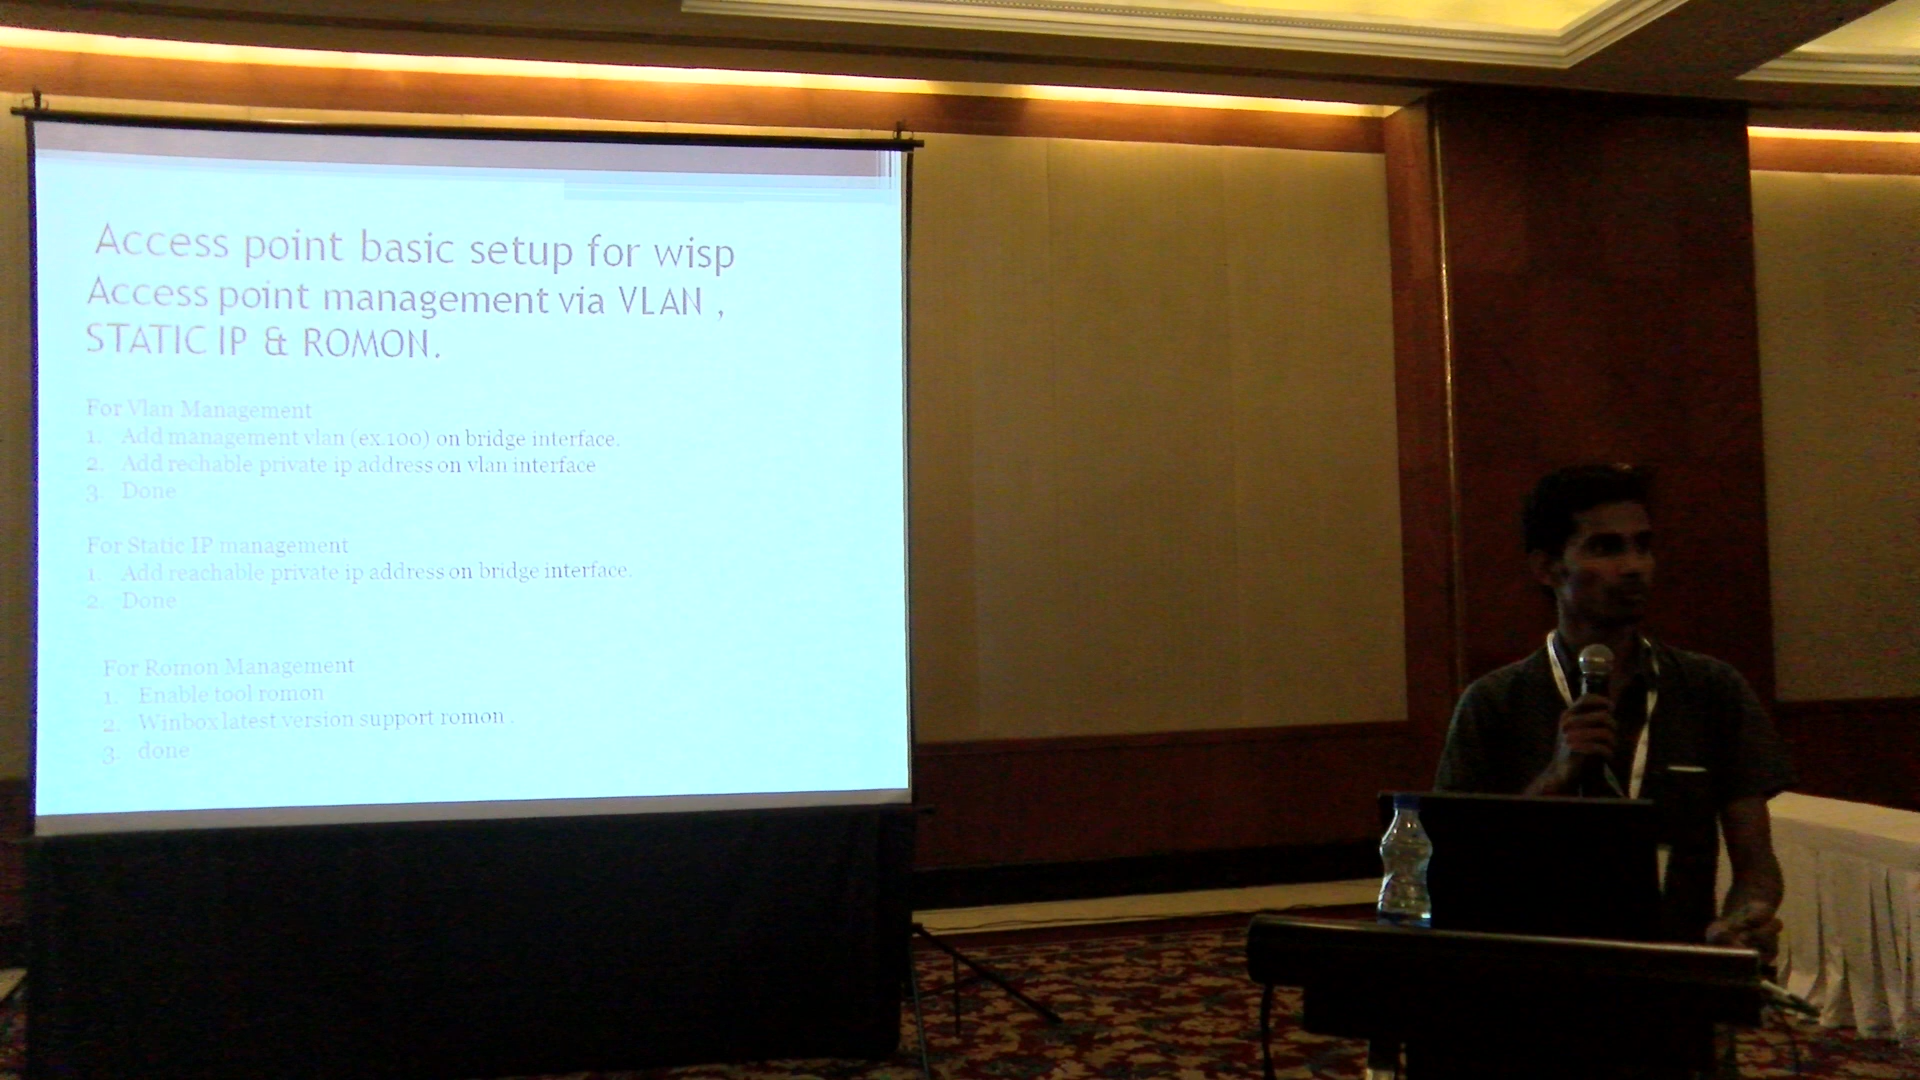 Access point basic setup for wisp
Access point management via VLAN ,
STATIC IP & ROMON.
For Vlan Management
1. Add management vlan (ex.100) on bridge interface.
2. Add rechable private ip address on vlan interface
3. Done
For Static IP management
1. Add reachable private ip address on bridge interface.
2. Done
For Romon Management
1. Enable tool romon
2. Winbox latest version support romon .
3. done